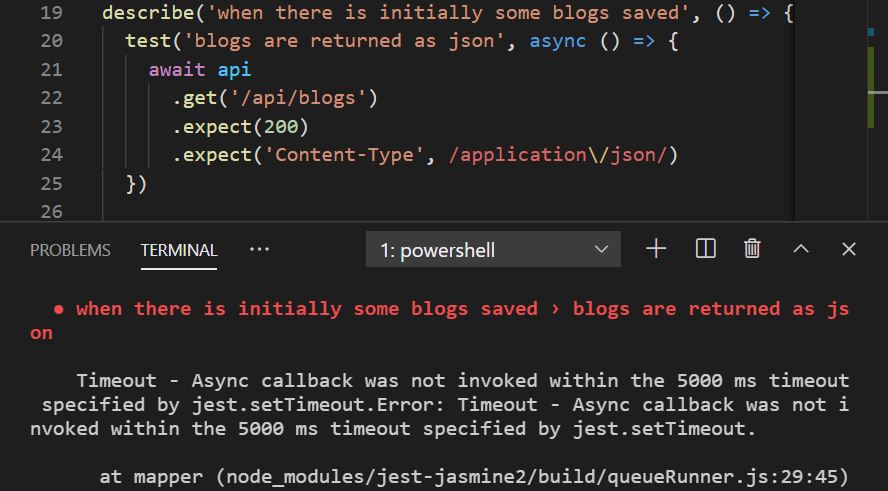 19 describe('when there is initially some blogs saved', () => {
20 test('blogs are returned as json', async () => {
21 await api
22 .get('/api/blogs')
23 .expect(200)
24 .expect('Content-Type', /application\/json/)
25 })
26
PROBLEMS TERMINAL ··· 1: powershell
● when there is initially some blogs saved › blogs are returned as js
on
Timeout - Async callback was not invoked within the 5000 ms timeout
specified by jest.setTimeout.Error: Timeout - Async callback was not i
nvoked within the 5000 ms timeout specified by jest.setTimeout.
at mapper (node_modules/jest-jasmine2/build/queueRunner.js:29:45)